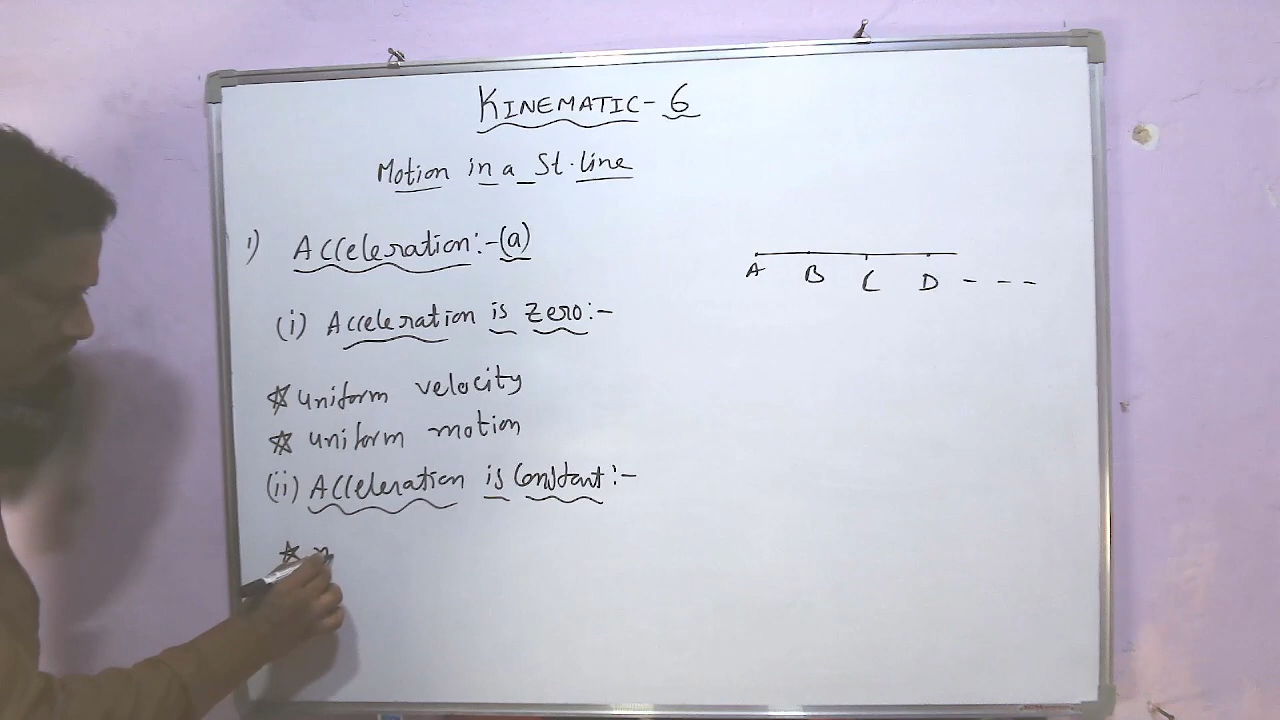 KINEMATIC-6
Motion in a St. line
1) Acceleration:-(a)
A B C D - - -
(i) Acceleration is Zero:-
☆ uniform velocity
☆ uniform motion
(ii) Acceleration is Constant:-
☆ n